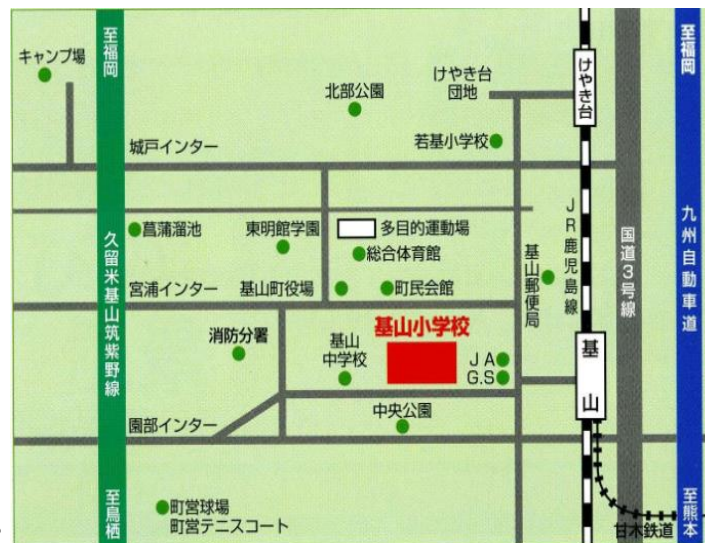 至福岡
至福岡
キャンプ場
けやき台
けやき台
団地
北部公園
若基小学校
城戸インター
菖蒲溜池
東明館学園
多目的運動場
総合体育館
JR鹿児島線
基山郵便局
国道3号線
九州自動車道
久留米基山筑紫野線
宮浦インター
基山町役場
町民会館
消防分署
基山
中学校
基山小学校
JA
G.S
基山
園部インター
中央公園
至鳥栖
町営球場
町営テニスコート
甘木鉄道
至熊本